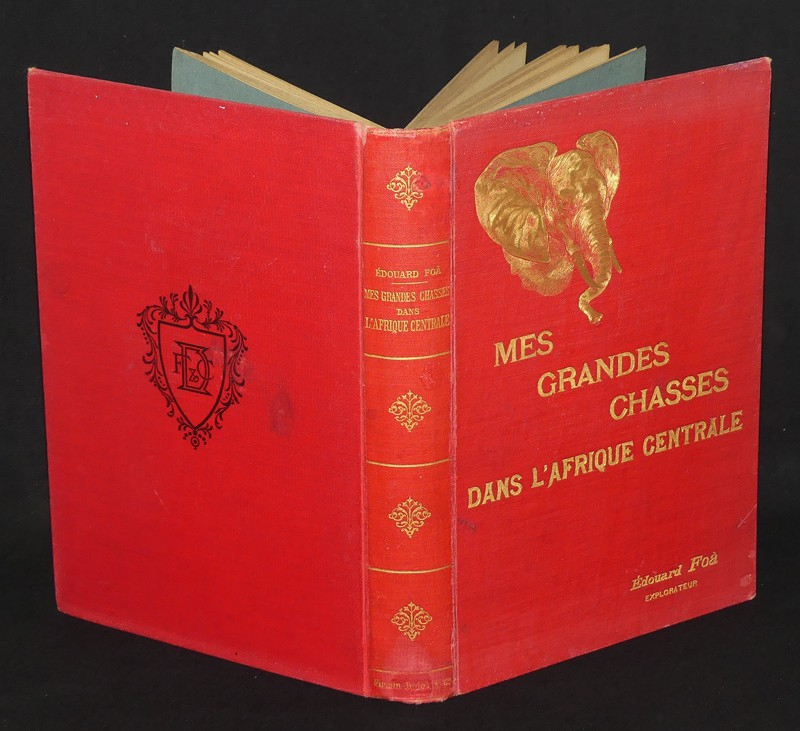 ÉDOUARD FOÀ
MES GRANDES CHASSES
DANS
L'AFRIQUE CENTRALE
MES
GRANDES
CHASSES
DANS L'AFRIQUE CENTRALE
Édouard Foà
EXPLORATEUR